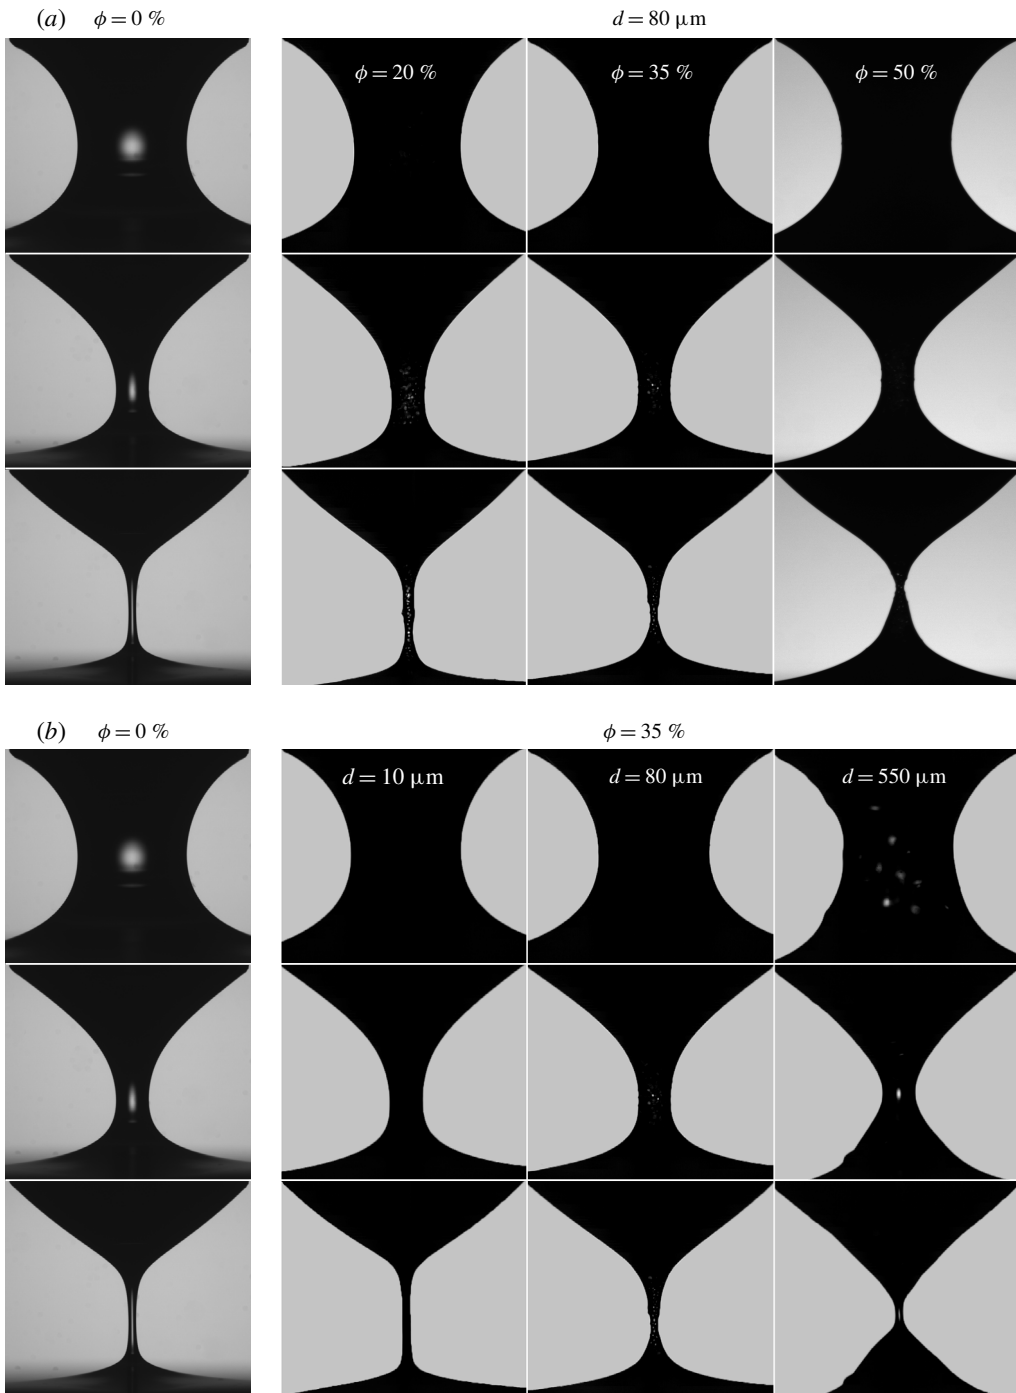 (a) ϕ = 0 % d = 80 μm
ϕ = 20 % ϕ = 35 % ϕ = 50 %
(b) ϕ = 0 % ϕ = 35 %
d = 10 μm d = 80 μm d = 550 μm